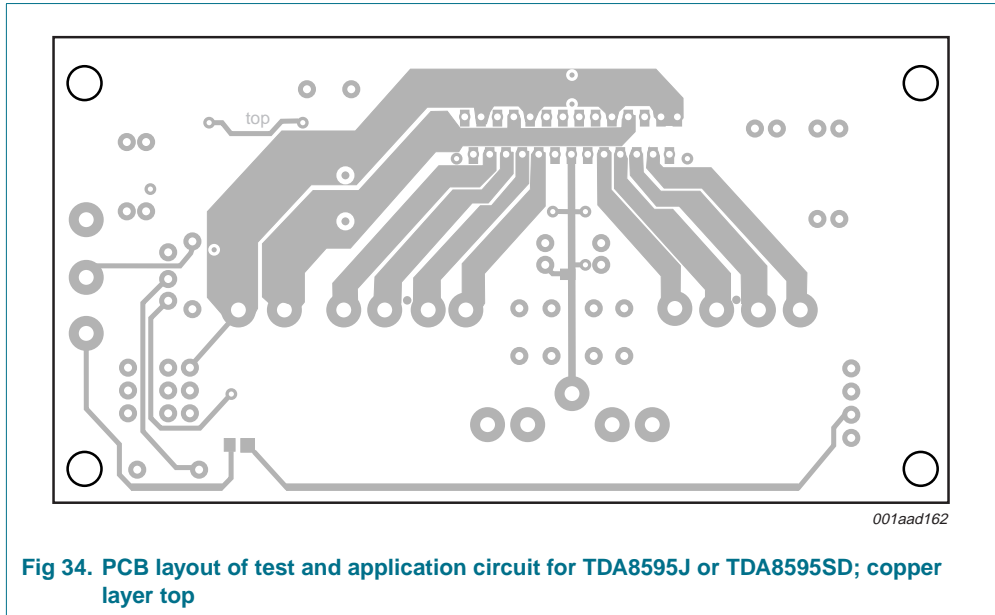 top
001aad162
Fig 34. PCB layout of test and application circuit for TDA8595J or TDA8595SD; copper
layer top